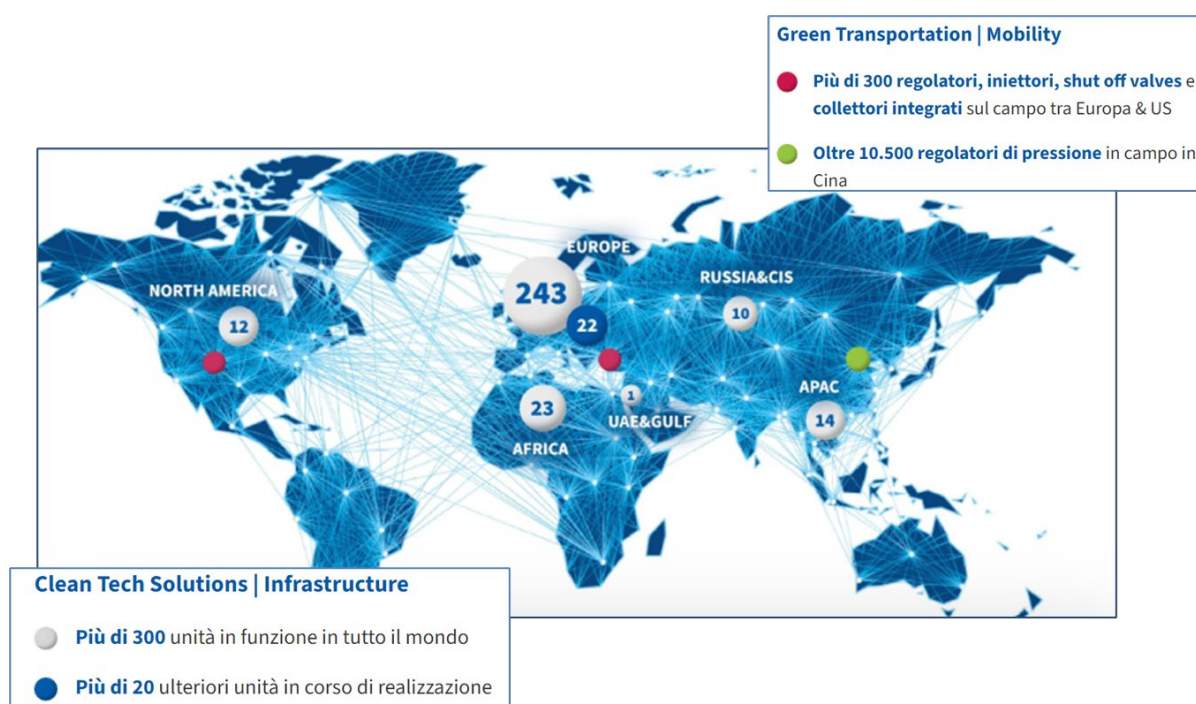 Green Transportation | Mobility
Più di 300 regolatori, iniettori, shut off valves e
collettori integrati sul campo tra Europa & US
Oltre 10.500 regolatori di pressione in campo in
Cina
EUROPE
243
22
RUSSIA&CIS
10
NORTH AMERICA
12
APAC
14
23
AFRICA
1
UAE&GULF
Clean Tech Solutions | Infrastructure
Più di 300 unità in funzione in tutto il mondo
Più di 20 ulteriori unità in corso di realizzazione